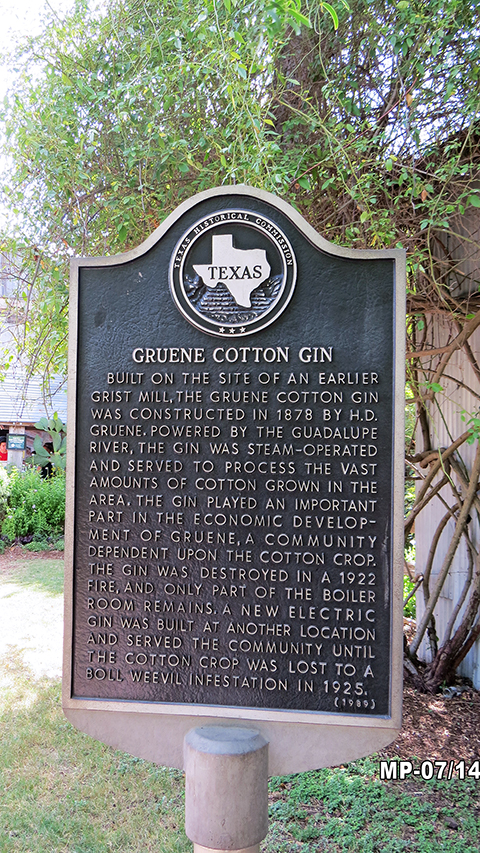 TEXAS HISTORICAL COMMISSION
TEXAS
GRUENE COTTON GIN
BUILT ON THE SITE OF AN EARLIER
GRIST MILL, THE GRUENE COTTON GIN
WAS CONSTRUCTED IN 1878 BY H.D.
GRUENE. POWERED BY THE GUADALUPE
RIVER, THE GIN WAS STEAM-OPERATED
AND SERVED TO PROCESS THE VAST
AMOUNTS OF COTTON GROWN IN THE
AREA. THE GIN PLAYED AN IMPORTANT
PART IN THE ECONOMIC DEVELOP-
MENT OF GRUENE, A COMMUNITY
DEPENDENT UPON THE COTTON CROP.
THE GIN WAS DESTROYED IN A 1922
FIRE, AND ONLY PART OF THE BOILER
ROOM REMAINS. A NEW ELECTRIC
GIN WAS BUILT AT ANOTHER LOCATION
AND SERVED THE COMMUNITY UNTIL
THE COTTON CROP WAS LOST TO A
BOLL WEEVIL INFESTATION IN 1925.
(1989)
MP-07/14